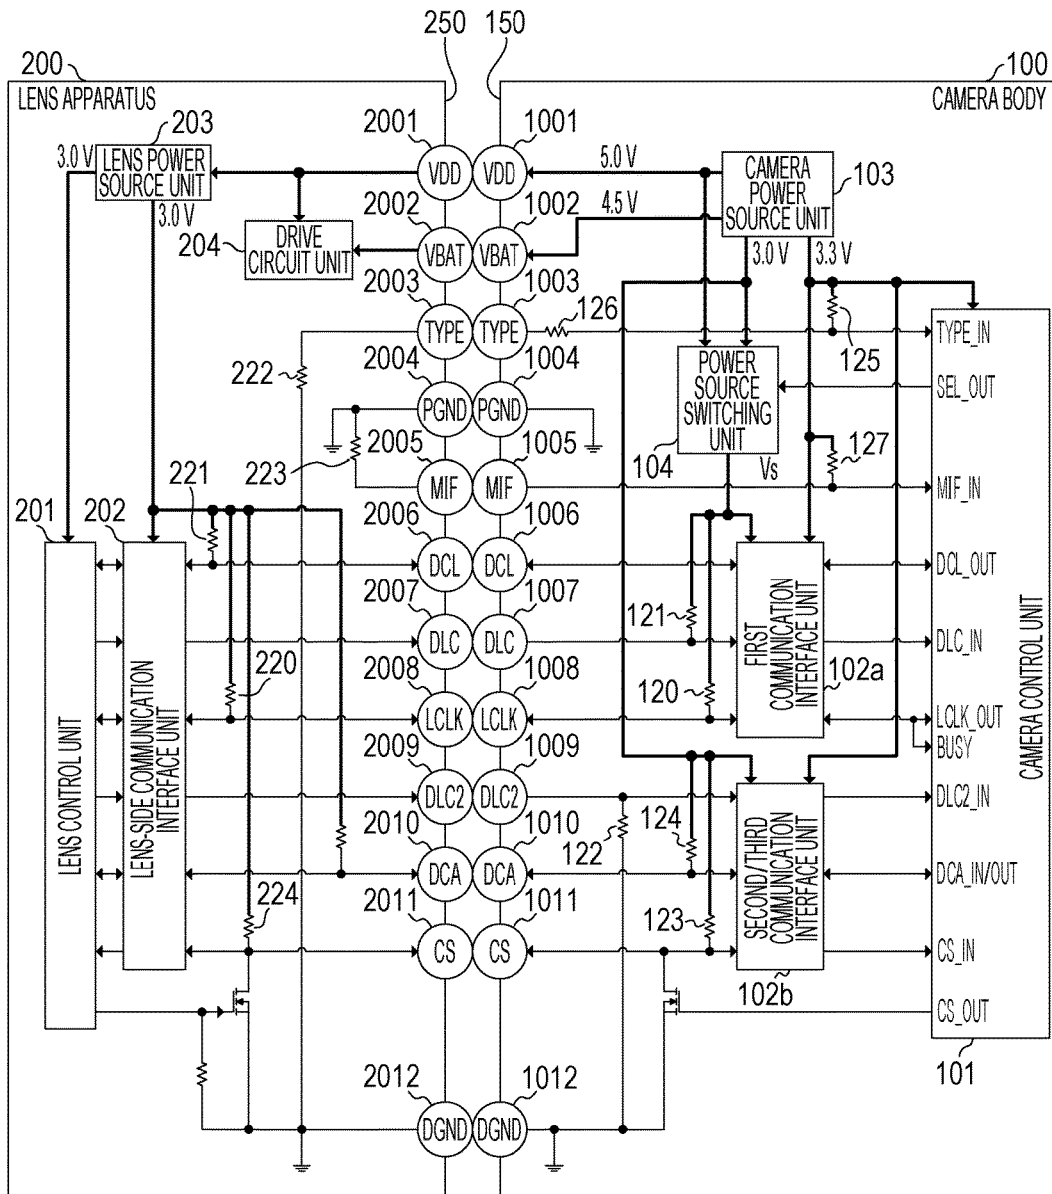 250 150
200
LENS APPARATUS
100
CAMERA BODY
203
3.0 V
LENS POWER
SOURCE UNIT
3.0 V
2001
VDD
1001
VDD
5.0 V
CAMERA
POWER
SOURCE UNIT
103
204
DRIVE
CIRCUIT UNIT
2002
VBAT
1002
VBAT
4.5 V
3.0 V
3.3 V
2003
TYPE
1003
TYPE
126
125
TYPE_IN
222
2004
PGND
1004
PGND
POWER
SOURCE
SWITCHING
UNIT
104
Vs
SEL_OUT
223
2005
MIF
1005
MIF
127
MIF_IN
221
201
202
2006
DCL
1006
DCL
DCL_OUT
2007
DLC
1007
DLC
121
DLC_IN
220
2008
LCLK
1008
LCLK
120
102a
LCLK_OUT
BUSY
FIRST
COMMUNICATION
INTERFACE UNIT
LENS CONTROL UNIT
LENS-SIDE COMMUNICATION
INTERFACE UNIT
CAMERA CONTROL UNIT
2009
DLC2
1009
DLC2
122
DLC2_IN
2010
DCA
1010
DCA
124
DCA_IN/OUT
SECOND/THIRD
COMMUNICATION
INTERFACE UNIT
224
2011
CS
1011
CS
123
CS_IN
102b
CS_OUT
101
2012
DGND
1012
DGND